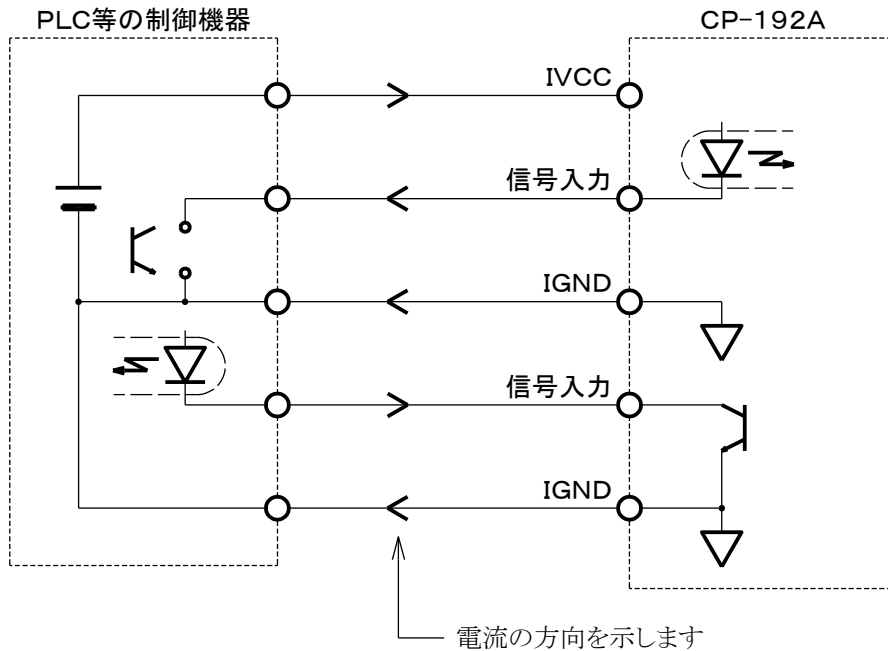 PLC等の制御機器
CP-192A
IVCC
信号入力
IGND
信号入力
IGND
電流の方向を示します